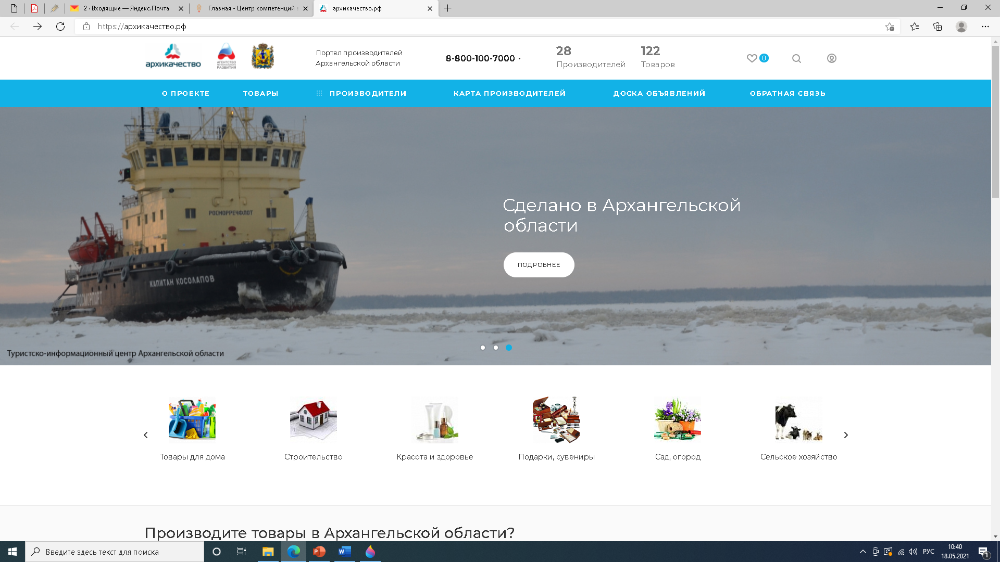 2 · Входящие — Яндекс.Почта
Главная - Центр компетенций
архикачество.рф
https://архикачество.рф
архикачество
АГЕНТСТВО
РЕГИОНАЛЬНОГО
РАЗВИТИЯ
Портал производителей
Архангельской области
8-800-100-7000
28
Производителей
122
Товаров
0
О ПРОЕКТЕ
ТОВАРЫ
ПРОИЗВОДИТЕЛИ
КАРТА ПРОИЗВОДИТЕЛЕЙ
ДОСКА ОБЪЯВЛЕНИЙ
ОБРАТНАЯ СВЯЗЬ
РОСМОРРЕЧФЛОТ
КАПИТАН КОСОЛАПОВ
РОСМОРПОРТ
Сделано в Архангельской
области
ПОДРОБНЕЕ
Туристско-информационный центр Архангельской области
Товары для дома
Строительство
Красота и здоровье
Подарки, сувениры
Сад, огород
Сельское хозяйство
Производите товары в Архангельской области?
Введите здесь текст для поиска
РУС
10:40
18.05.2021
1